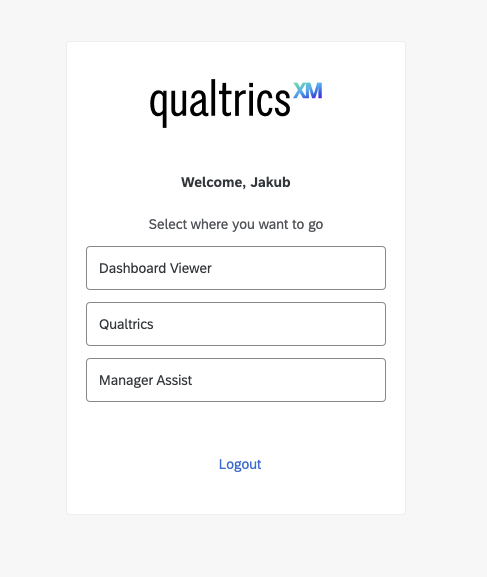 qualtrics XM
Welcome, Jakub
Select where you want to go
Dashboard Viewer
Qualtrics
Manager Assist
Logout